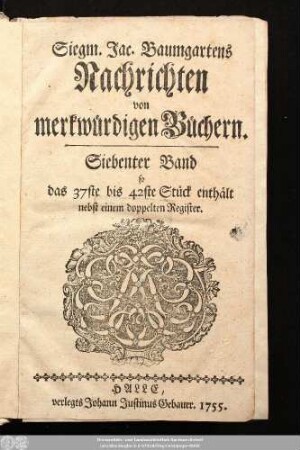 Siegm. Jac. Baumgartens
Nachrichten
von
merkwürdigen Büchern.
Siebenter Band
so
das 37ste bis 42ste Stück enthält
nebst einem doppelten Register.
HALLE,
verlegts Johann Justinus Gebauer. 1755.